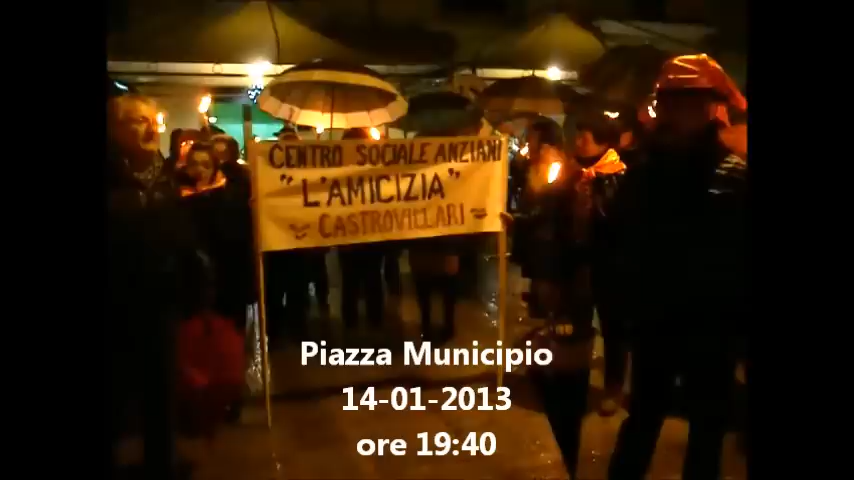 CENTRO SOCIALE ANZIANI
"L'AMICIZIA"
CASTROVILLARI
Piazza Municipio
14-01-2013
ore 19:40